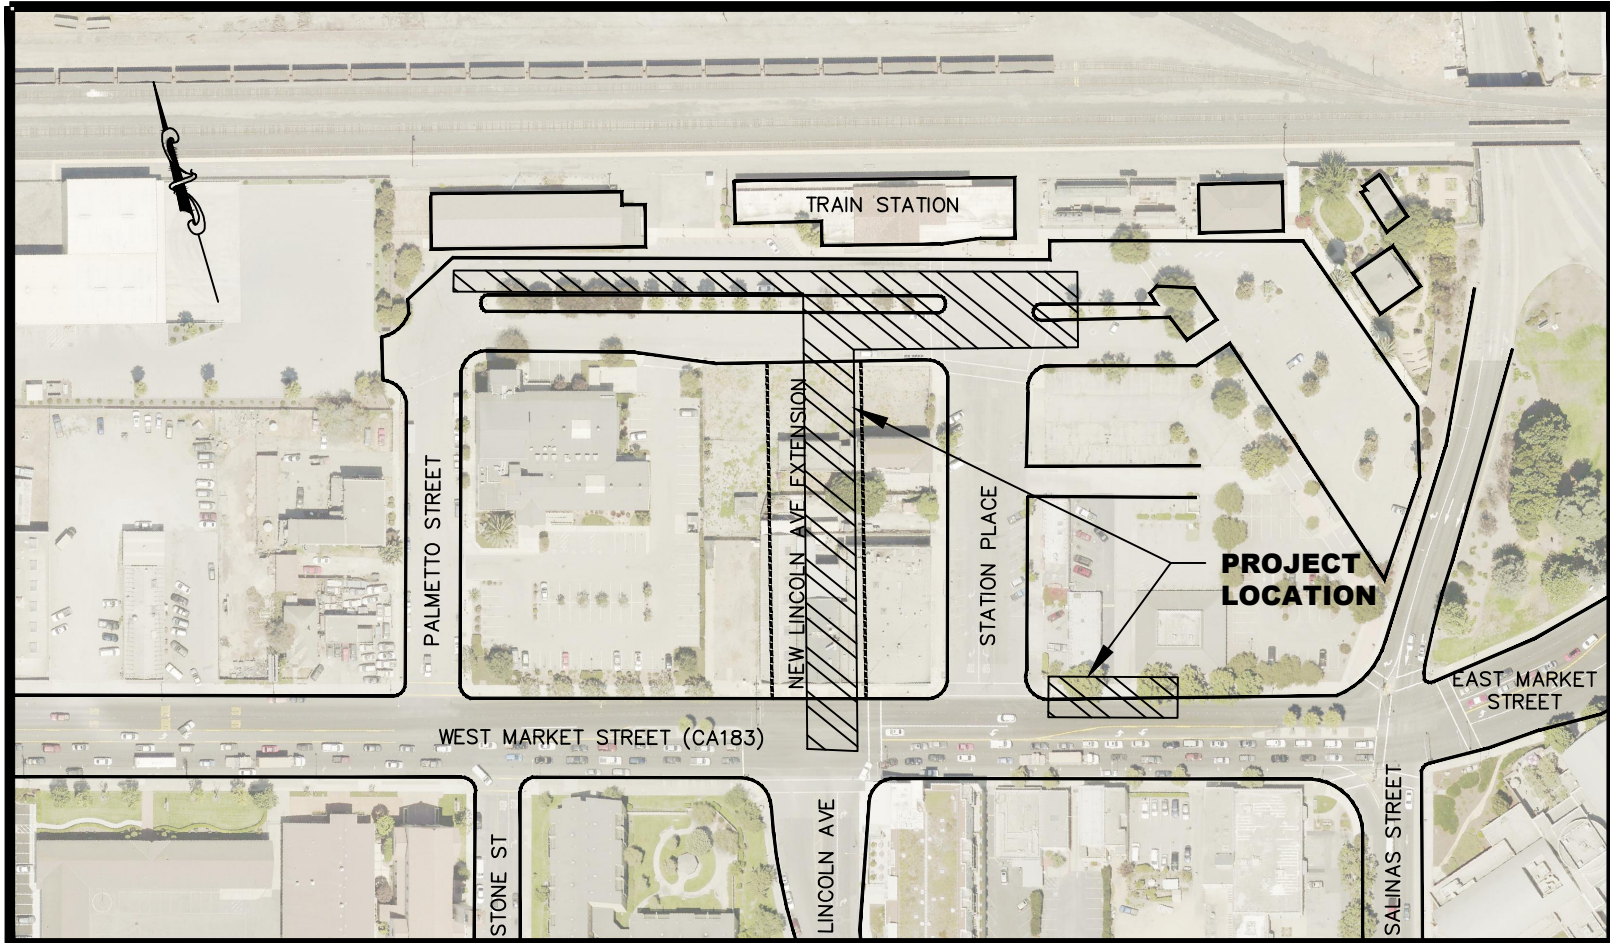 TRAIN STATION
PALMETTO STREET
NEW LINCOLN AVE EXTENSION
STATION PLACE
PROJECT
LOCATION
EAST MARKET
STREET
WEST MARKET STREET (CA183)
STONE ST
LINCOLN AVE
SALINAS STREET